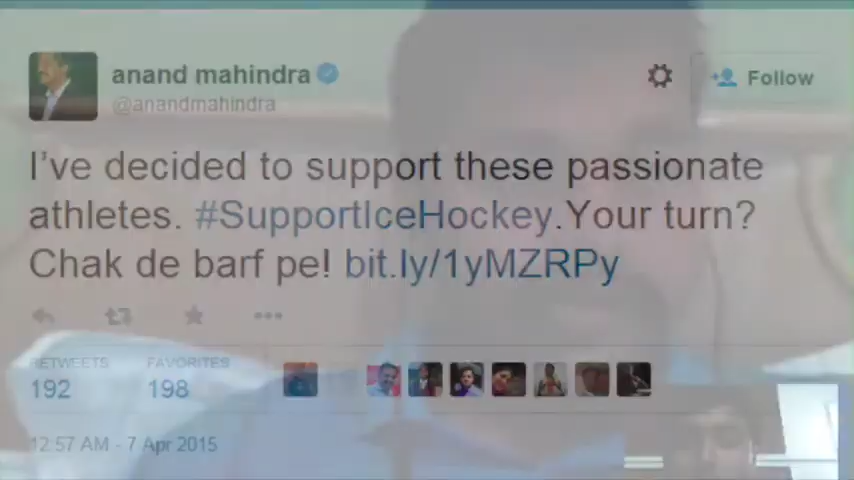 anand mahindra
@anandmahindra
Follow
I've decided to support these passionate
athletes. #SupportIceHockey.Your turn?
Chak de barf pe! bit.ly/1yMZRPy
RETWEETS FAVORITES
192 198
12:57 AM - 7 Apr 2015